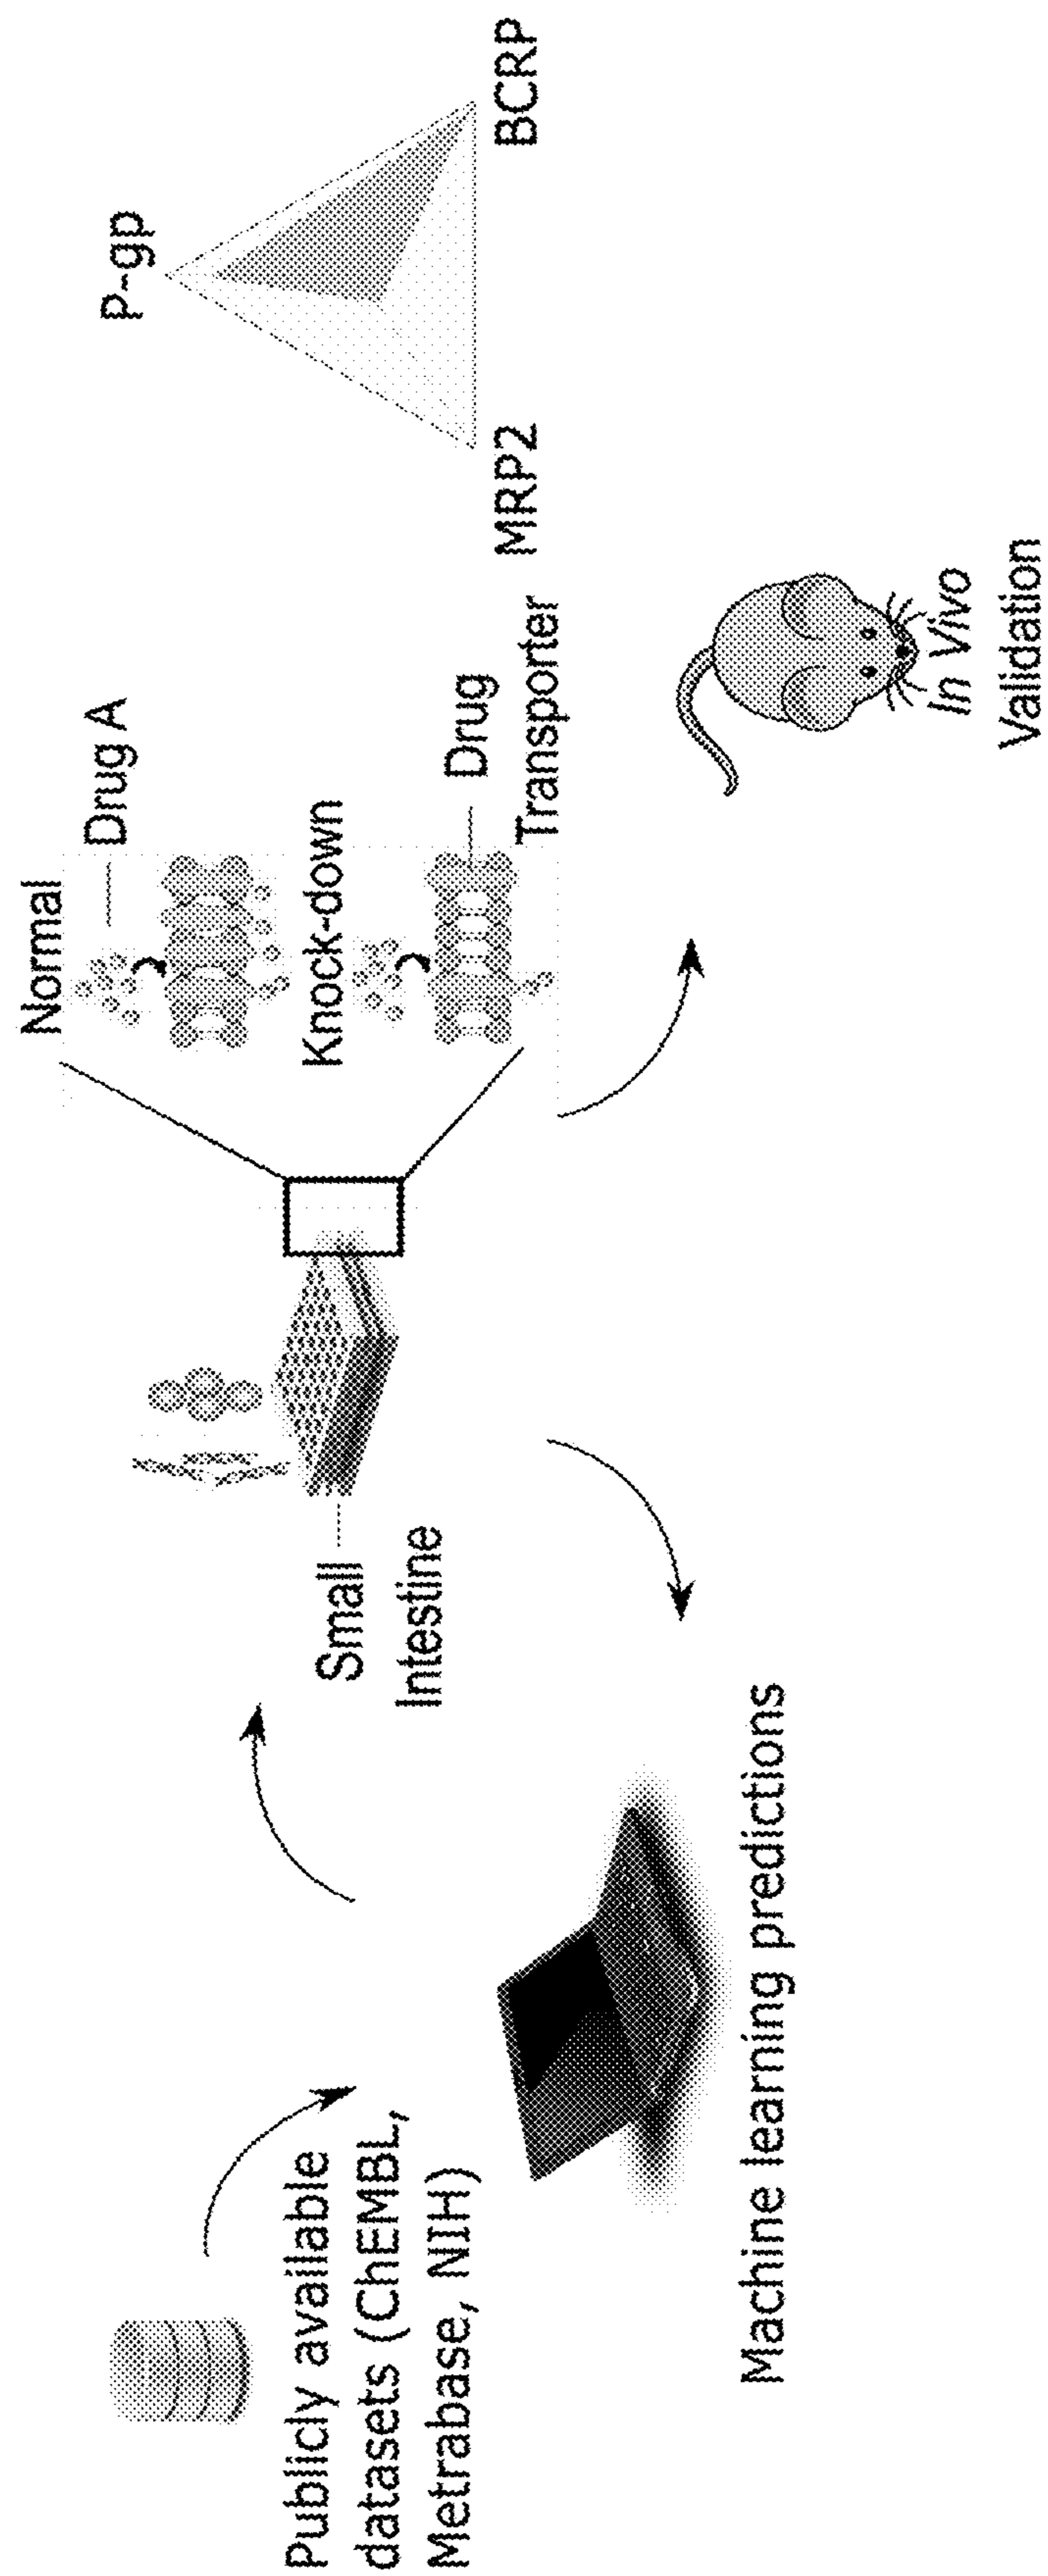 Publicly available
datasets (ChEMBL,
Metrabase, NIH)
Machine learning predictions
Small
Intestine
Normal
Drug A
Knock-down
Drug
Transporter
In Vivo
Validation
P-gp
MRP2
BCRP